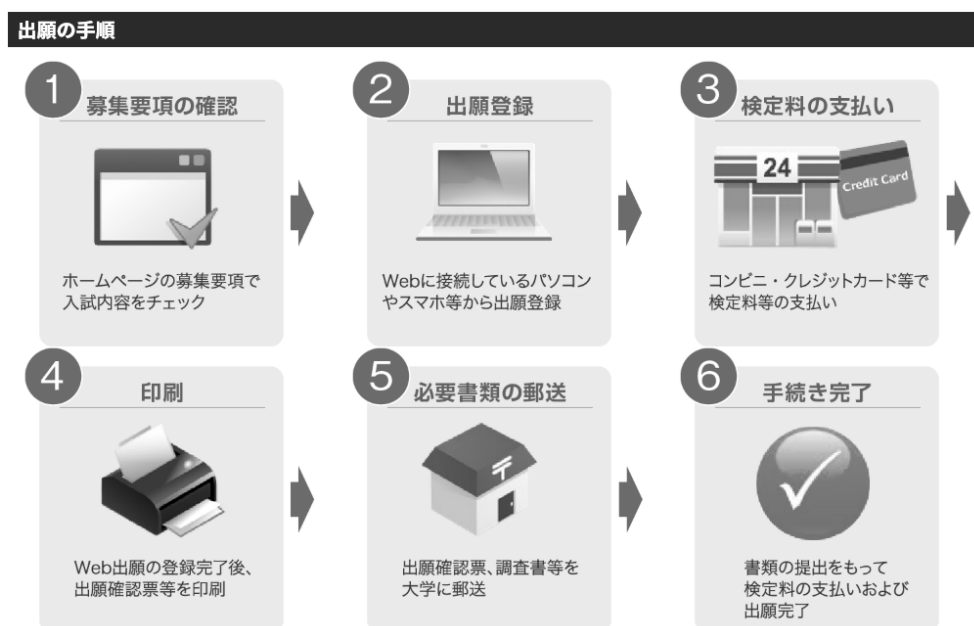 出願の手順
1
募集要項の確認
ホームページの募集要項で
入試内容をチェック
2
出願登録
Webに接続しているパソコン
やスマホ等から出願登録
3
検定料の支払い
24
Credit Card
コンビニ・クレジットカード等で
検定料等の支払い
4
印刷
Web出願の登録完了後、
出願確認票等を印刷
5
必要書類の郵送
〒
出願確認票、調査書等を
大学に郵送
6
手続き完了
書類の提出をもって
検定料の支払いおよび
出願完了